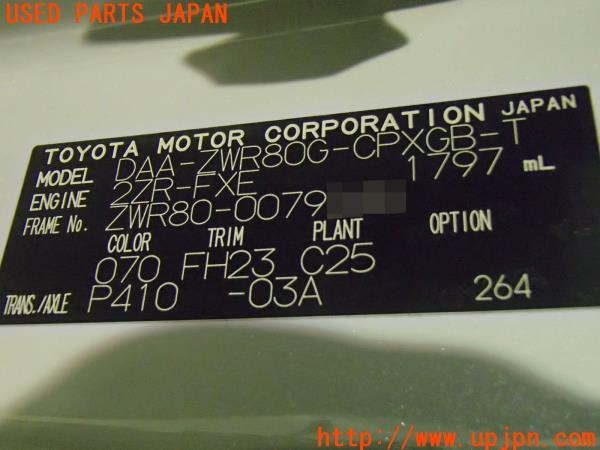 USED PARTS JAPAN
TOYOTA MOTOR CORPORATION JAPAN
MODEL DAA-ZWR80G-CPXGB-T
ENGINE 2ZR-FXE 1797 mL
FRAME No. ZWR80-0079
COLOR TRIM PLANT OPTION
070 FH23 C25
TRANS./AXLE P410 -03A 264
http://www.upjpn.com/